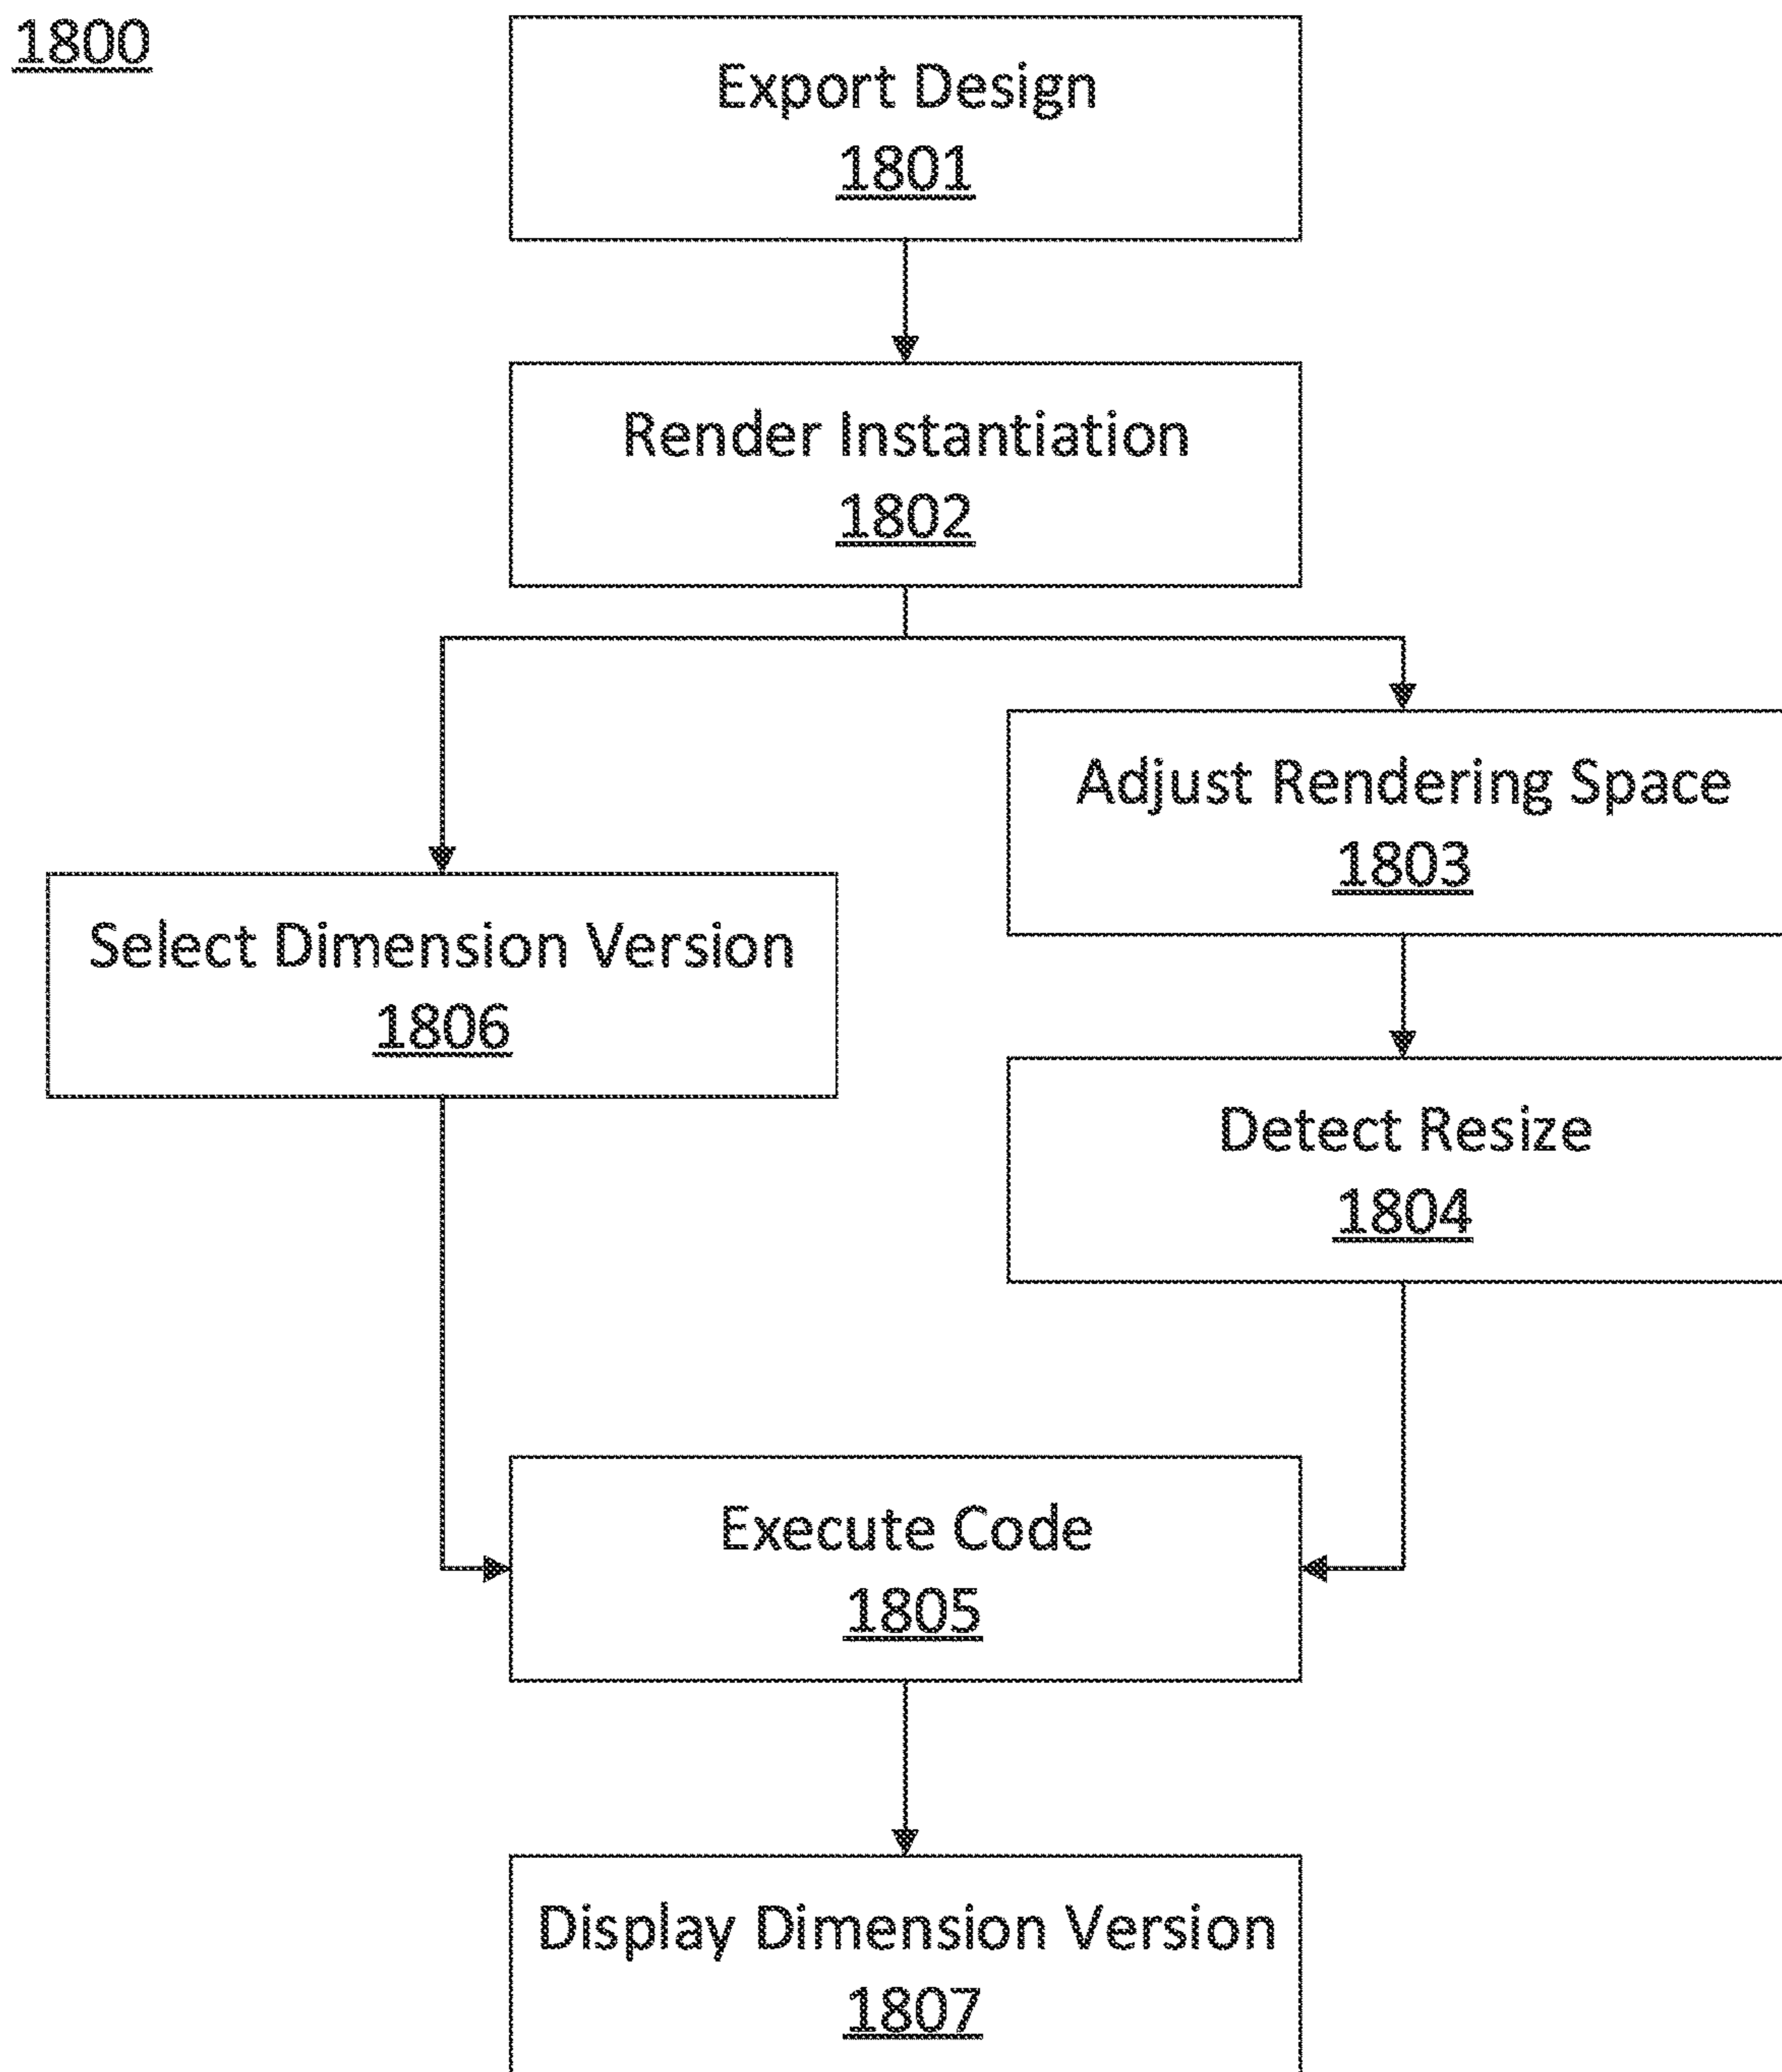 1800
Export Design
1801
Render Instantiation
1802
Adjust Rendering Space
1803
Select Dimension Version
1806
Detect Resize
1804
Execute Code
1805
Display Dimension Version
1807